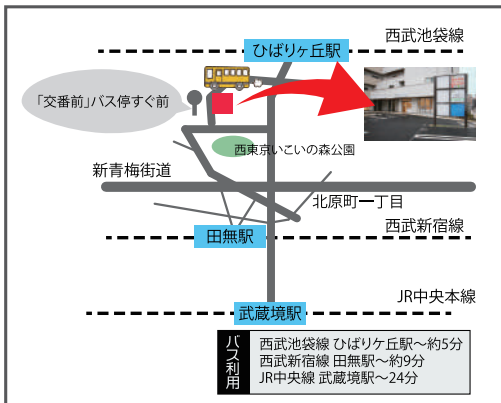 西武池袋線
ひばりヶ丘駅
「交番前」バス停すぐ前
西東京いこいの森公園
新青梅街道
北原町一丁目
西武新宿線
田無駅
JR中央本線
武蔵境駅
バス利用
西武池袋線 ひばりケ丘駅～約5分
西武新宿線 田無駅～約9分
JR中央線 武蔵境駅～24分